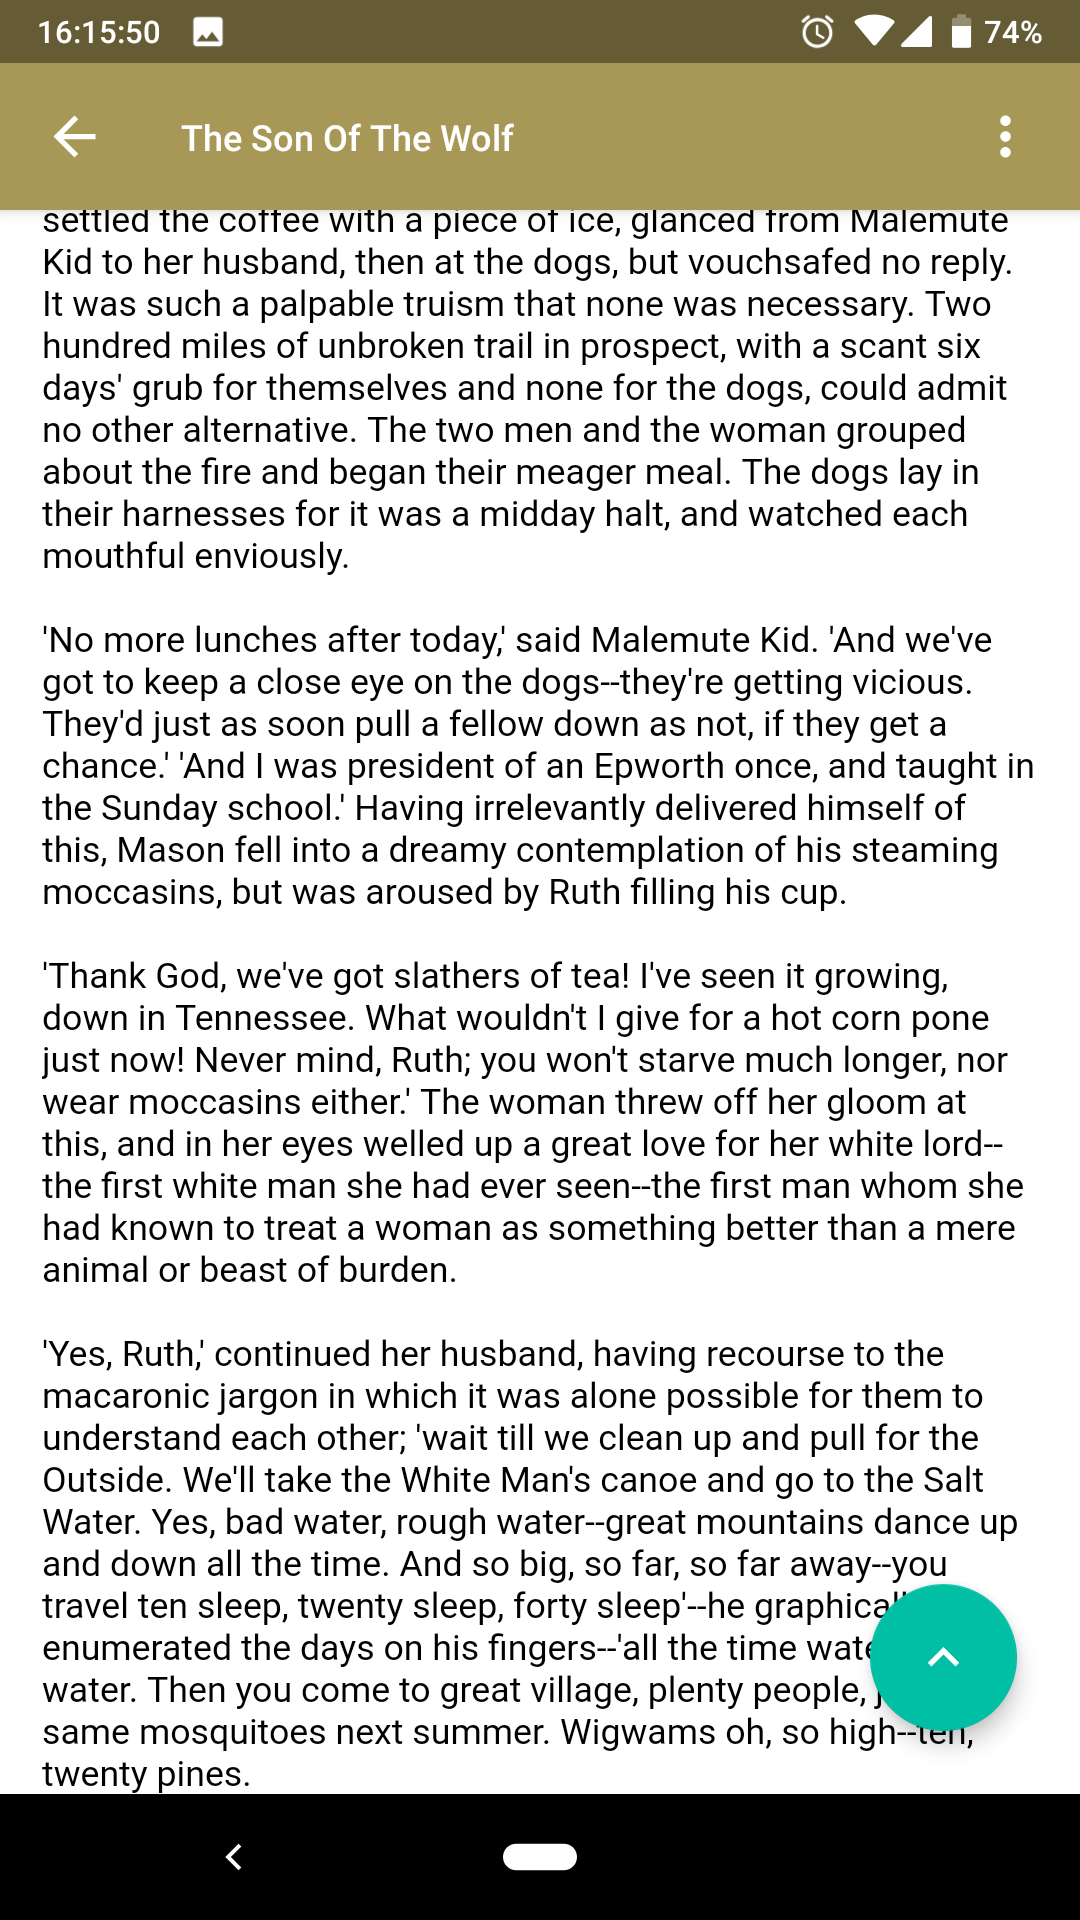 16:15:50
74%
The Son Of The Wolf
settled the coffee with a piece of ice, glanced from Malemute
Kid to her husband, then at the dogs, but vouchsafed no reply.
It was such a palpable truism that none was necessary. Two
hundred miles of unbroken trail in prospect, with a scant six
days' grub for themselves and none for the dogs, could admit
no other alternative. The two men and the woman grouped
about the fire and began their meager meal. The dogs lay in
their harnesses for it was a midday halt, and watched each
mouthful enviously.
'No more lunches after today,' said Malemute Kid. 'And we've
got to keep a close eye on the dogs--they're getting vicious.
They'd just as soon pull a fellow down as not, if they get a
chance.' 'And I was president of an Epworth once, and taught in
the Sunday school.' Having irrelevantly delivered himself of
this, Mason fell into a dreamy contemplation of his steaming
moccasins, but was aroused by Ruth filling his cup.
'Thank God, we've got slathers of tea! I've seen it growing,
down in Tennessee. What wouldn't I give for a hot corn pone
just now! Never mind, Ruth; you won't starve much longer, nor
wear moccasins either.' The woman threw off her gloom at
this, and in her eyes welled up a great love for her white lord--
the first white man she had ever seen--the first man whom she
had known to treat a woman as something better than a mere
animal or beast of burden.
'Yes, Ruth,' continued her husband, having recourse to the
macaronic jargon in which it was alone possible for them to
understand each other; 'wait till we clean up and pull for the
Outside. We'll take the White Man's canoe and go to the Salt
Water. Yes, bad water, rough water--great mountains dance up
and down all the time. And so big, so far, so far away--you
travel ten sleep, twenty sleep, forty sleep'--he
enumerated the days on his fingers--'all the time
water. Then you come to great village, plenty people,
same mosquitoes next summer. Wigwams oh, so high--ten,
twenty pines.